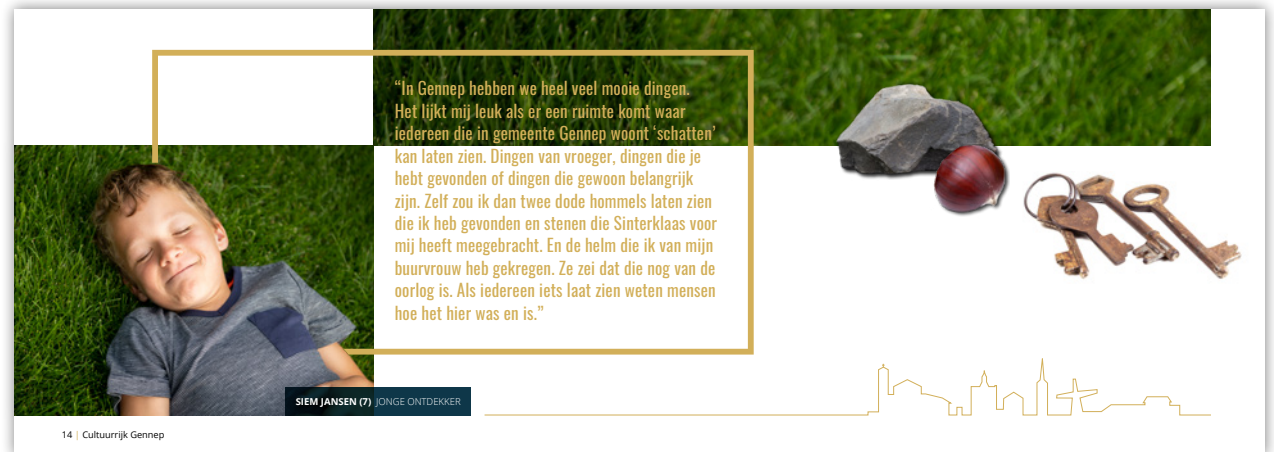 “In Gennep hebben we heel veel mooie dingen.
Het lijkt mij leuk als er een ruimte komt waar
iedereen die in gemeente Gennep woont ‘schatten’
kan laten zien. Dingen van vroeger, dingen die je
hebt gevonden of dingen die gewoon belangrijk
zijn. Zelf zou ik dan twee dode hommels laten zien
die ik heb gevonden en stenen die Sinterklaas voor
mij heeft meegebracht. En de helm die ik van mijn
buurvrouw heb gekregen. Ze zei dat die nog van de
oorlog is. Als iedereen iets laat zien weten mensen
hoe het hier was en is.”
SIEM JANSEN (7) JONGE ONTDEKKER
14 | Cultuurrijk Gennep